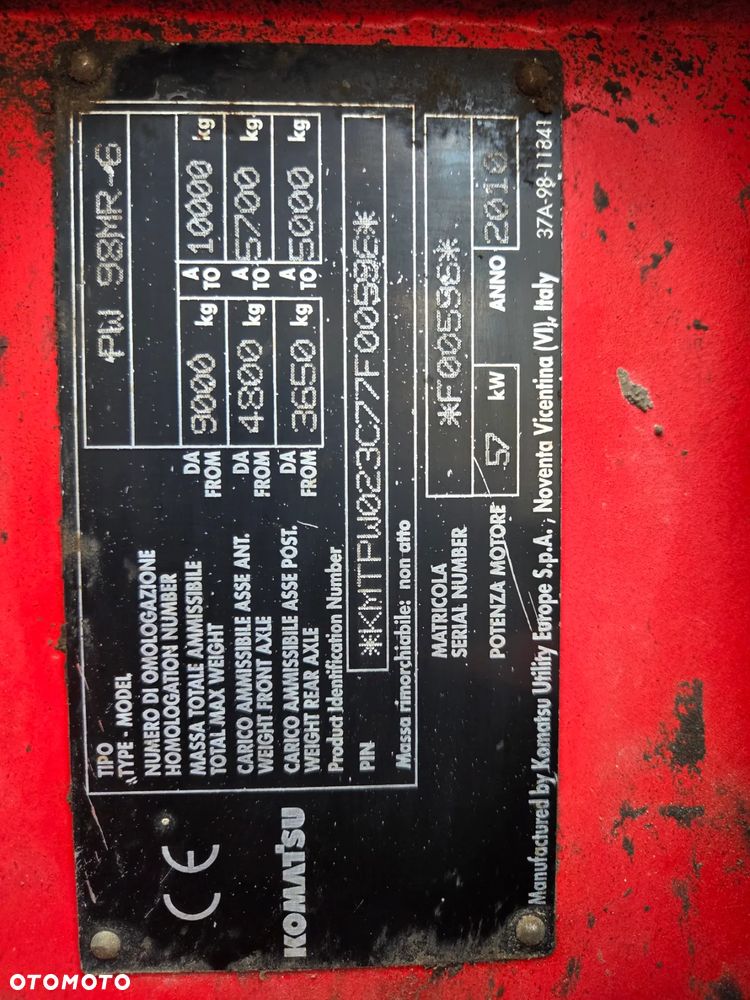 CE
KOMATSU
TIPO
TYPE - MODEL PW 98MR-6
NUMERO DI OMOLOGAZIONE
HOMOLOGATION NUMBER
MASSA TOTALE AMMISSIBILE DA A
TOTAL MAX WEIGHT FROM 9000 kg TO 10000 kg
CARICO AMMISSIBILE ASSE ANT. DA A
WEIGHT FRONT AXLE FROM 4800 kg TO 5700 kg
CARICO AMMISSIBILE ASSE POST. DA A
WEIGHT REAR AXLE FROM 3650 kg TO 5000 kg
Product Identification Number
PIN *KMTPW023C77F00596*
Massa rimorchiabile: non atto
MATRICOLA
SERIAL NUMBER *F00596*
POTENZA MOTORE 57 kW ANNO 2010
Manufactured by Komatsu Utility Europe S.p.A., Noventa Vicentina (VI), Italy 37A-98-11841
OTOMOTO